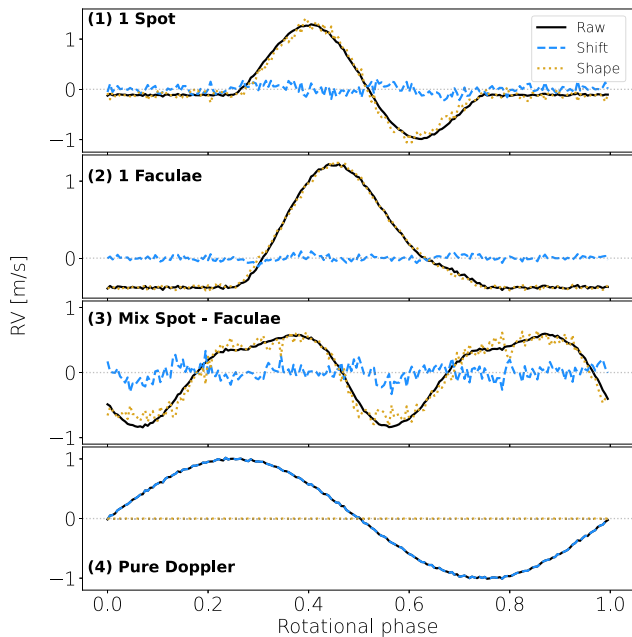 (1) 1 Spot
Raw
Shift
Shape
1
0
−1
(2) 1 Faculae
1
0
(3) Mix Spot - Faculae
1
0
−1
1
0
−1
(4) Pure Doppler
RV [m/s]
0.0 0.2 0.4 0.6 0.8 1.0
Rotational phase